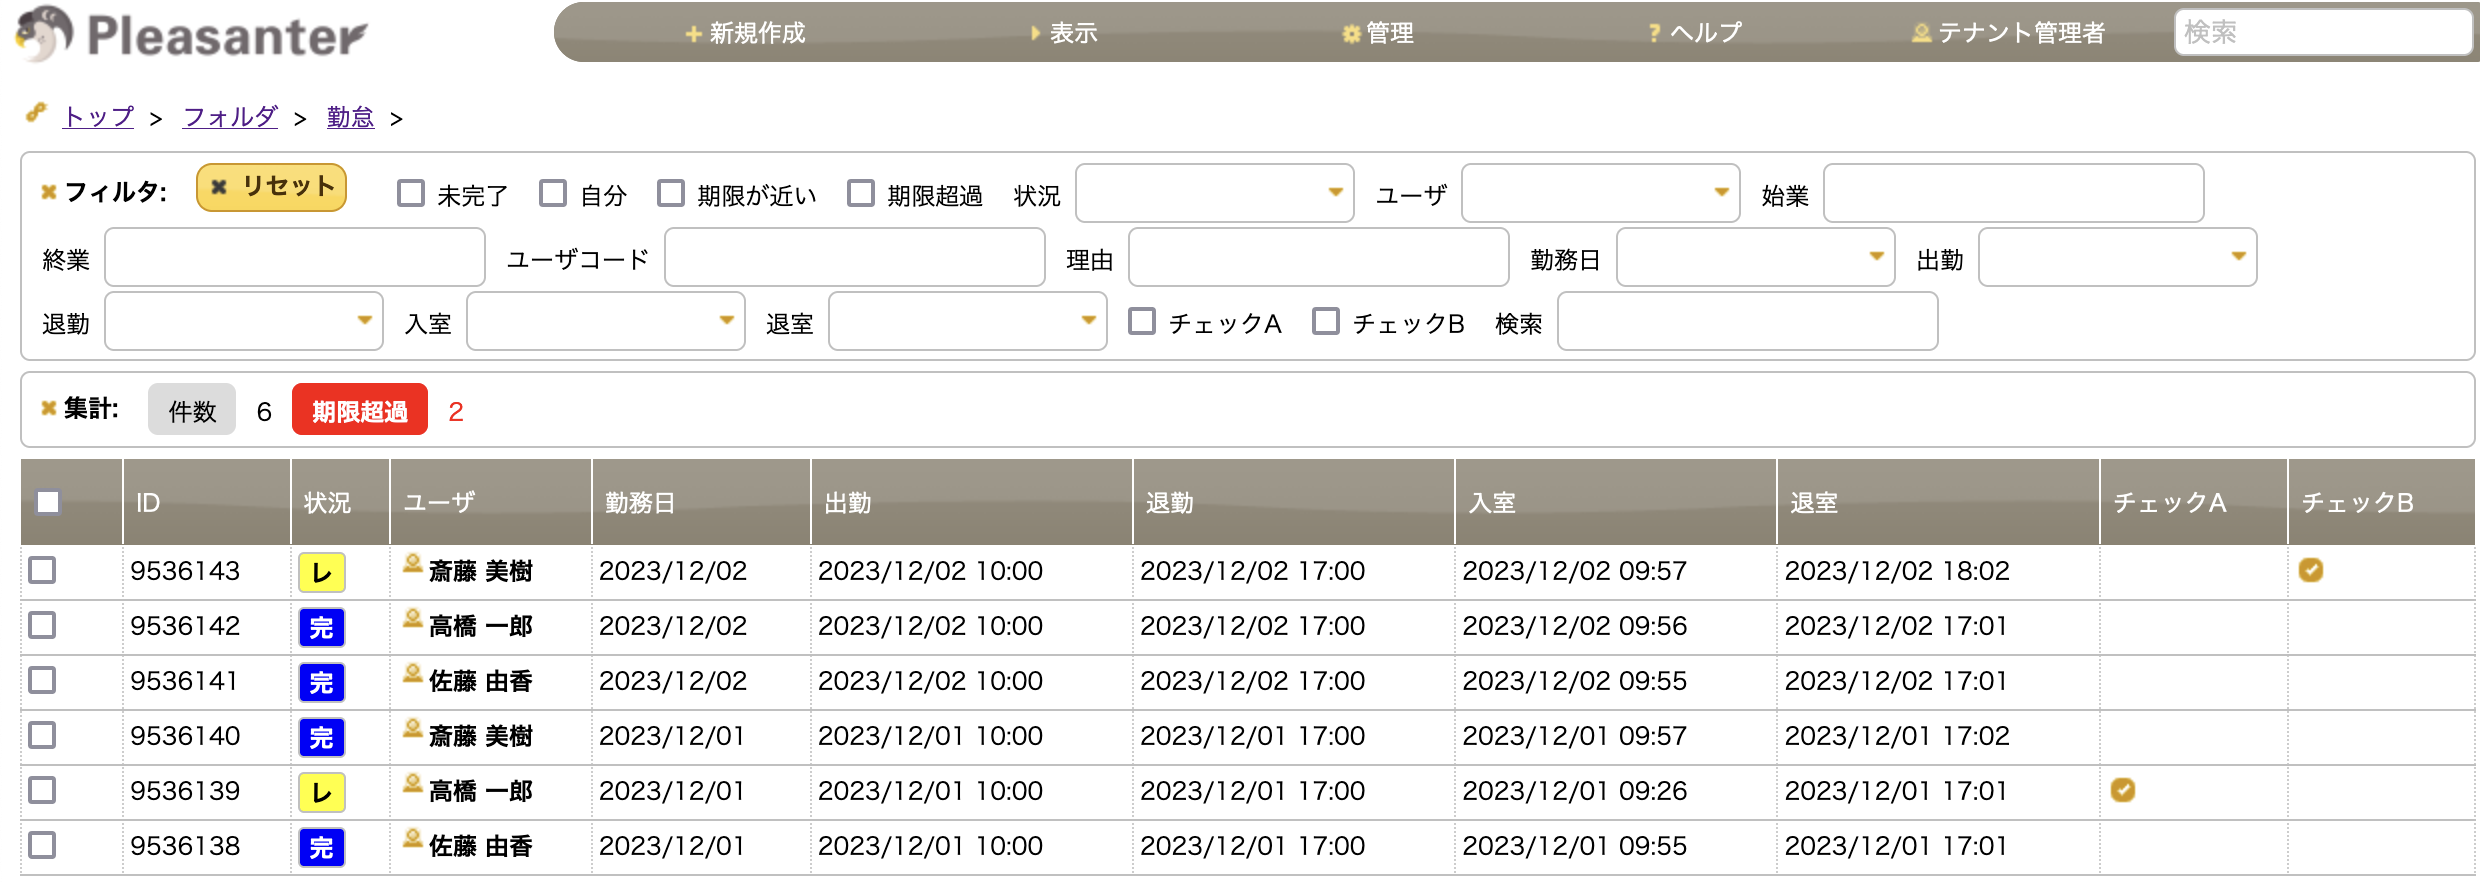 Pleasanter
新規作成 表示 管理 ヘルプ テナント管理者 検索
トップ > フォルダ > 勤怠 >
フィルタ: リセット 未完了 自分 期限が近い 期限超過 状況 ユーザ 始業
終業 ユーザコード 理由 勤務日 出勤
退勤 入室 退室 チェックA チェックB 検索
集計: 件数 6 期限超過 2
ID 状況 ユーザ 勤務日 出勤 退勤 入室 退室 チェックA チェックB
9536143 レ 斎藤 美樹 2023/12/02 2023/12/02 10:00 2023/12/02 17:00 2023/12/02 09:57 2023/12/02 18:02
9536142 完 高橋 一郎 2023/12/02 2023/12/02 10:00 2023/12/02 17:00 2023/12/02 09:56 2023/12/02 17:01
9536141 完 佐藤 由香 2023/12/02 2023/12/02 10:00 2023/12/02 17:00 2023/12/02 09:55 2023/12/02 17:01
9536140 完 斎藤 美樹 2023/12/01 2023/12/01 10:00 2023/12/01 17:00 2023/12/01 09:57 2023/12/01 17:02
9536139 レ 高橋 一郎 2023/12/01 2023/12/01 10:00 2023/12/01 17:00 2023/12/01 09:26 2023/12/01 17:01
9536138 完 佐藤 由香 2023/12/01 2023/12/01 10:00 2023/12/01 17:00 2023/12/01 09:55 2023/12/01 17:01